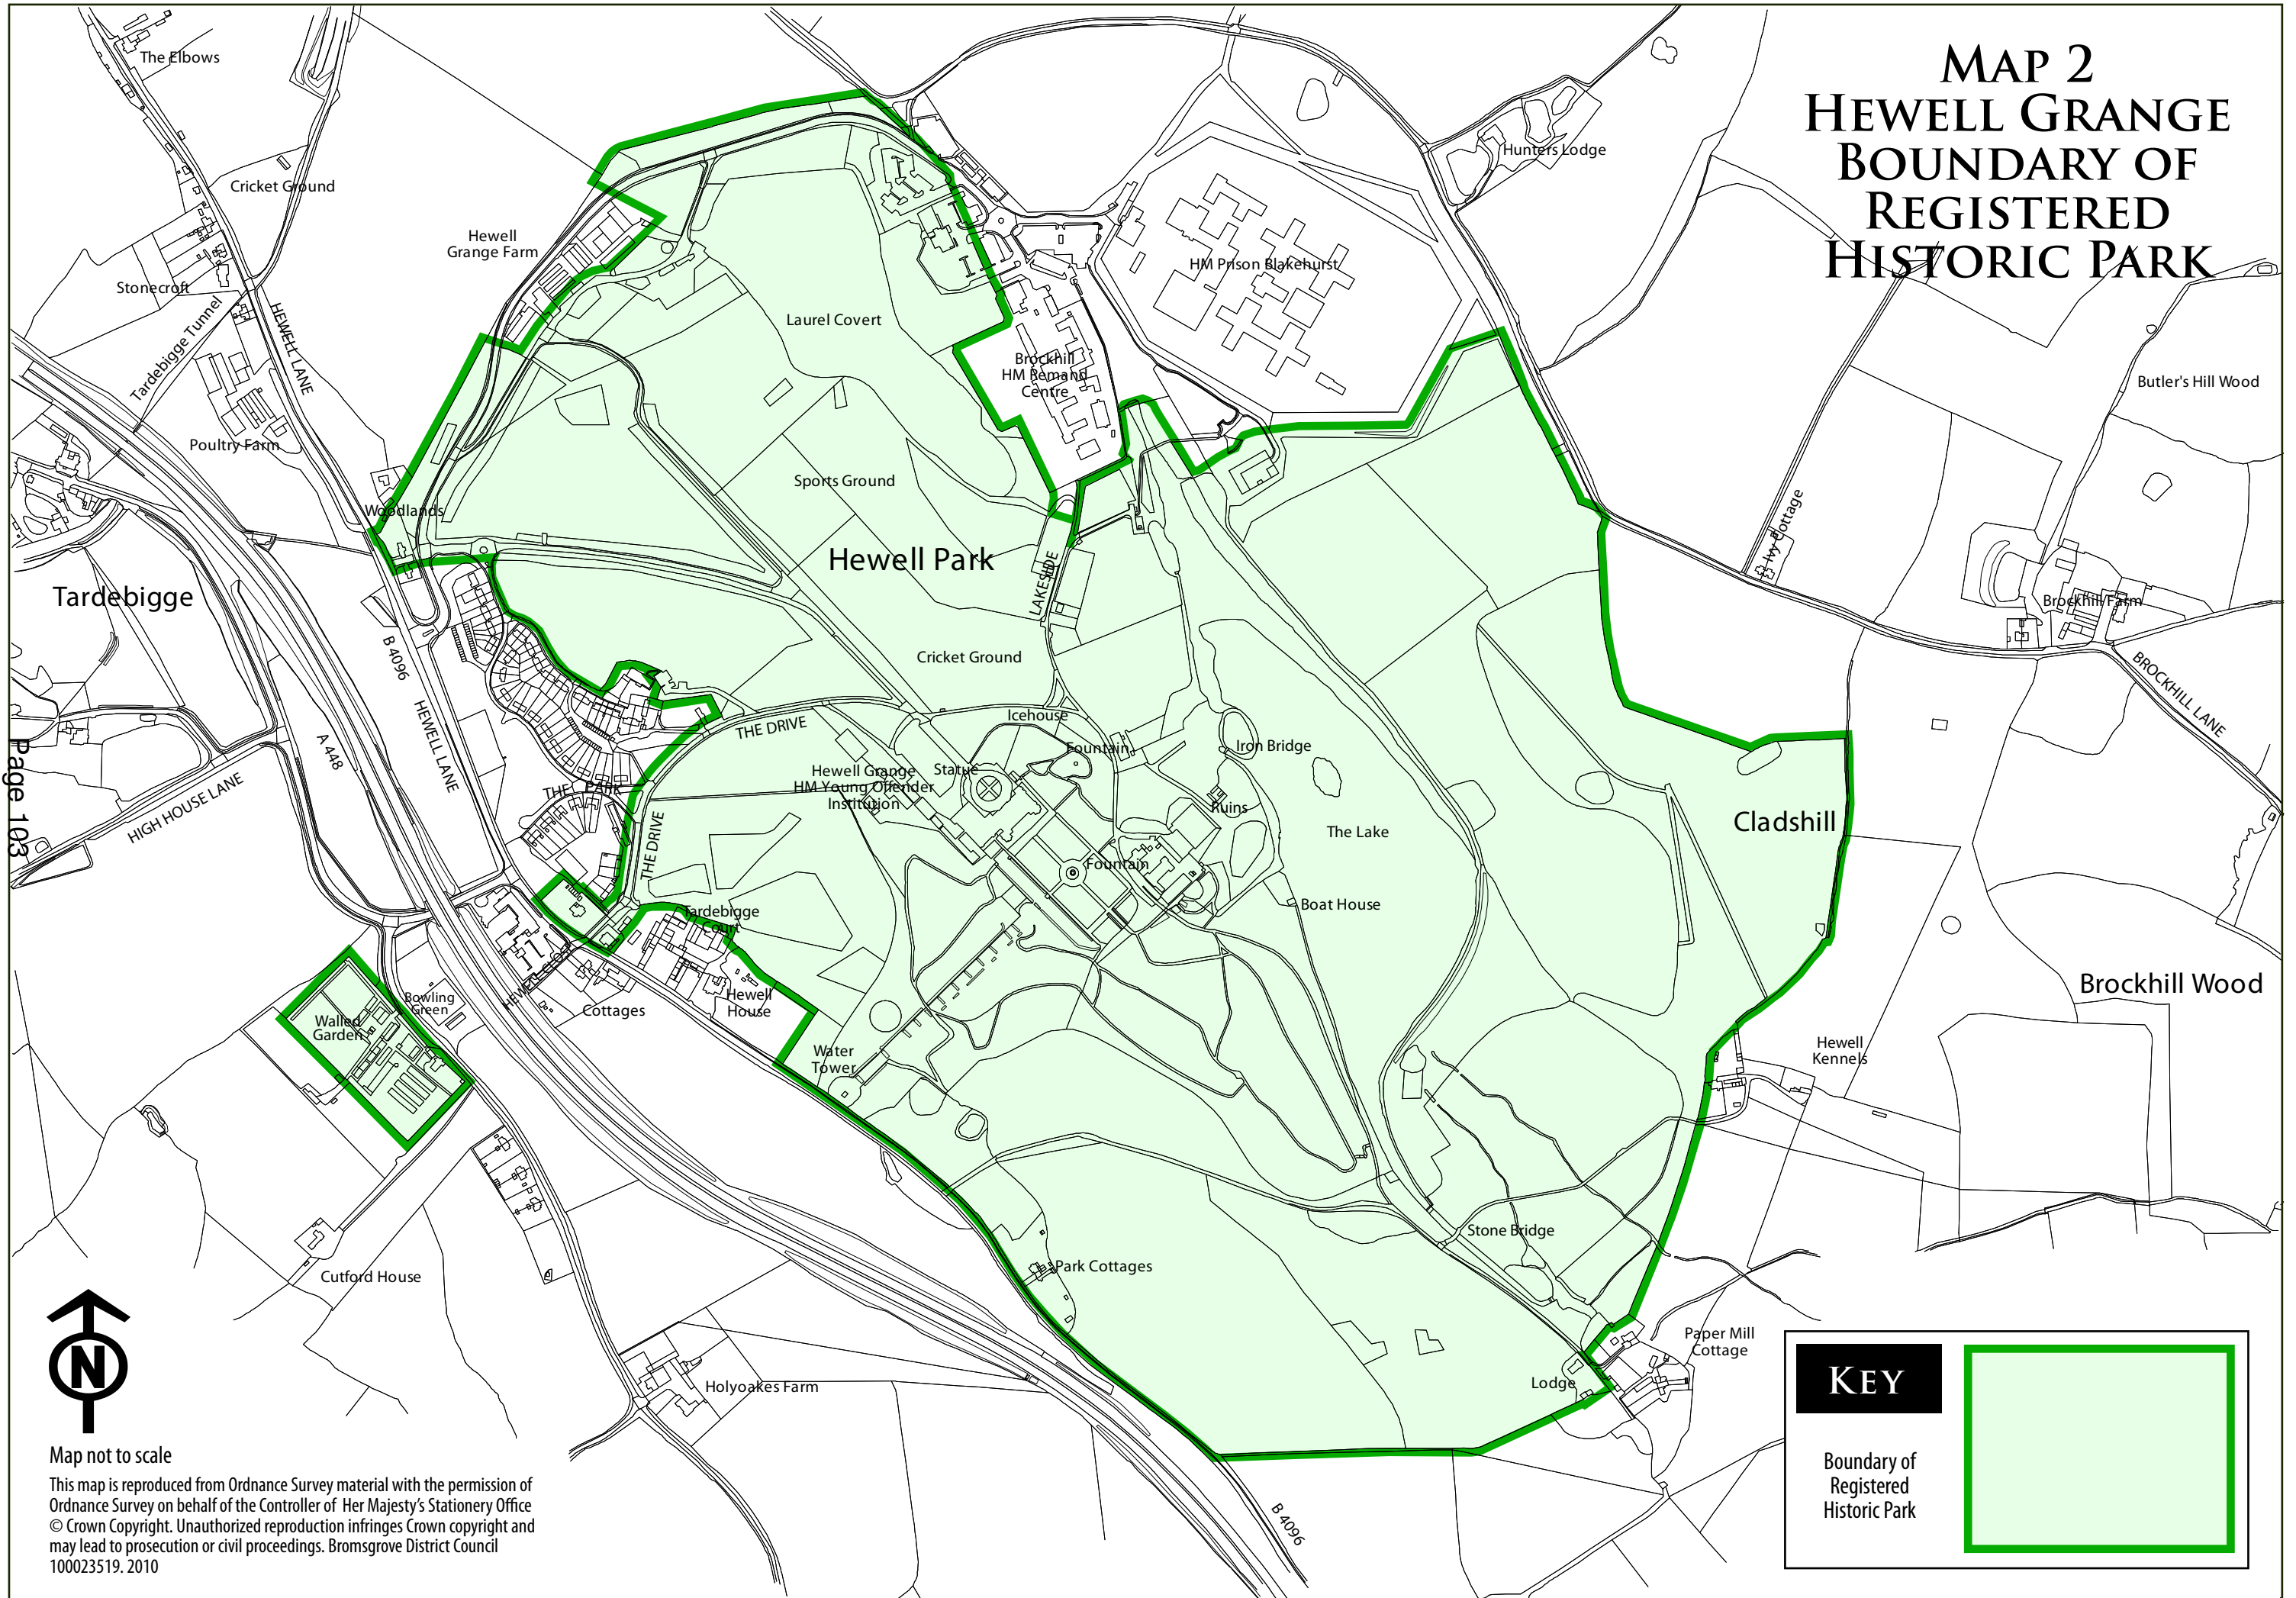 MAP 2
HEWELL GRANGE
BOUNDARY OF
REGISTERED
HISTORIC PARK
The Elbows
Cricket Ground
Hewell
Grange Farm
Stonecroft
Tardebigge Tunnel
HEWELL LANE
Poultry Farm
Woodlands
Tardebigge
Laurel Covert
Sports Ground
Hewell Park
Brockhill
HM Remand
Centre
HM Prison Blakehurst
Hunters Lodge
Butler's Hill Wood
Ivy Cottage
Brockhill Farm
BROCKHILL LANE
LAKESIDE
Cricket Ground
B 4096
HEWELL LANE
A 448
HIGH HOUSE LANE
Page 103
THE DRIVE
THE PARK
THE DRIVE
Icehouse
Fountain
Iron Bridge
Hewell Grange
HM Young Offender
Institution
Statue
Ruins
The Lake
Fountain
Cladshill
Boat House
Tardebigge
Court
Hewell
House
HEWELL CLOSE
Cottages
Bowling
Green
Walled
Garden
Water
Tower
Brockhill Wood
Hewell
Kennels
Stone Bridge
Park Cottages
Cutford House
Holyoakes Farm
Paper Mill
Cottage
Lodge
B 4096
N
Map not to scale
This map is reproduced from Ordnance Survey material with the permission of
Ordnance Survey on behalf of the Controller of Her Majesty's Stationery Office
© Crown Copyright. Unauthorized reproduction infringes Crown copyright and
may lead to prosecution or civil proceedings. Bromsgrove District Council
100023519. 2010
KEY
Boundary of
Registered
Historic Park